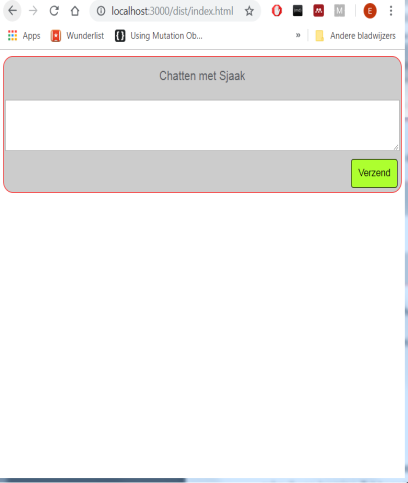 localhost:3000/dist/index.html
M
E
Apps Wunderlist Using Mutation Ob... » Andere bladwijzers
Chatten met Sjaak
Verzend